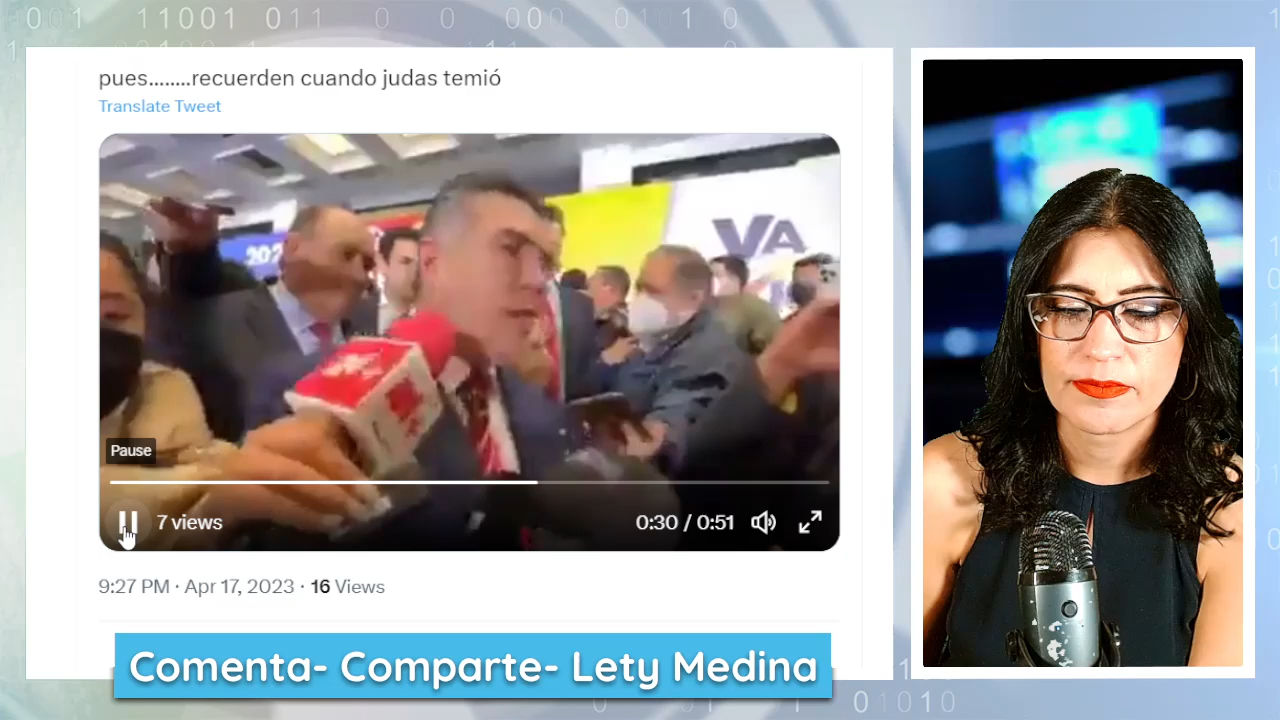 pues........recuerden cuando judas temió
Translate Tweet
202
VA
Pause
7 views
0:30 / 0:51
9:27 PM · Apr 17, 2023 · 16 Views
Comenta- Comparte- Lety Medina